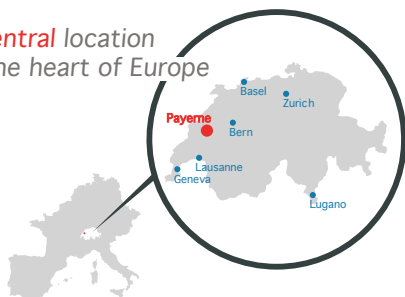 entral location
he heart of Europe
Basel
Zurich
Payerne
Bern
Lausanne
Geneva
Lugano